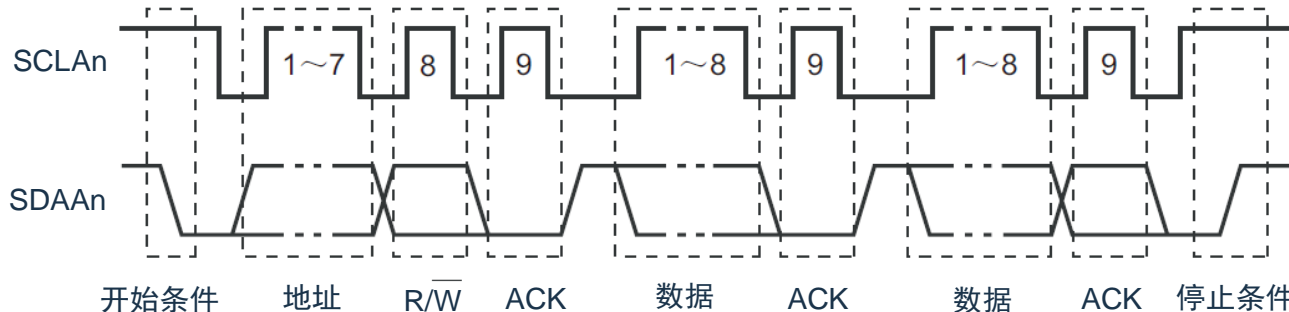 SCLAn 1～7 8 9 1～8 9 1～8 9
SDAAn
开始条件 地址 R/W̅ ACK 数据 ACK 数据 ACK 停止条件